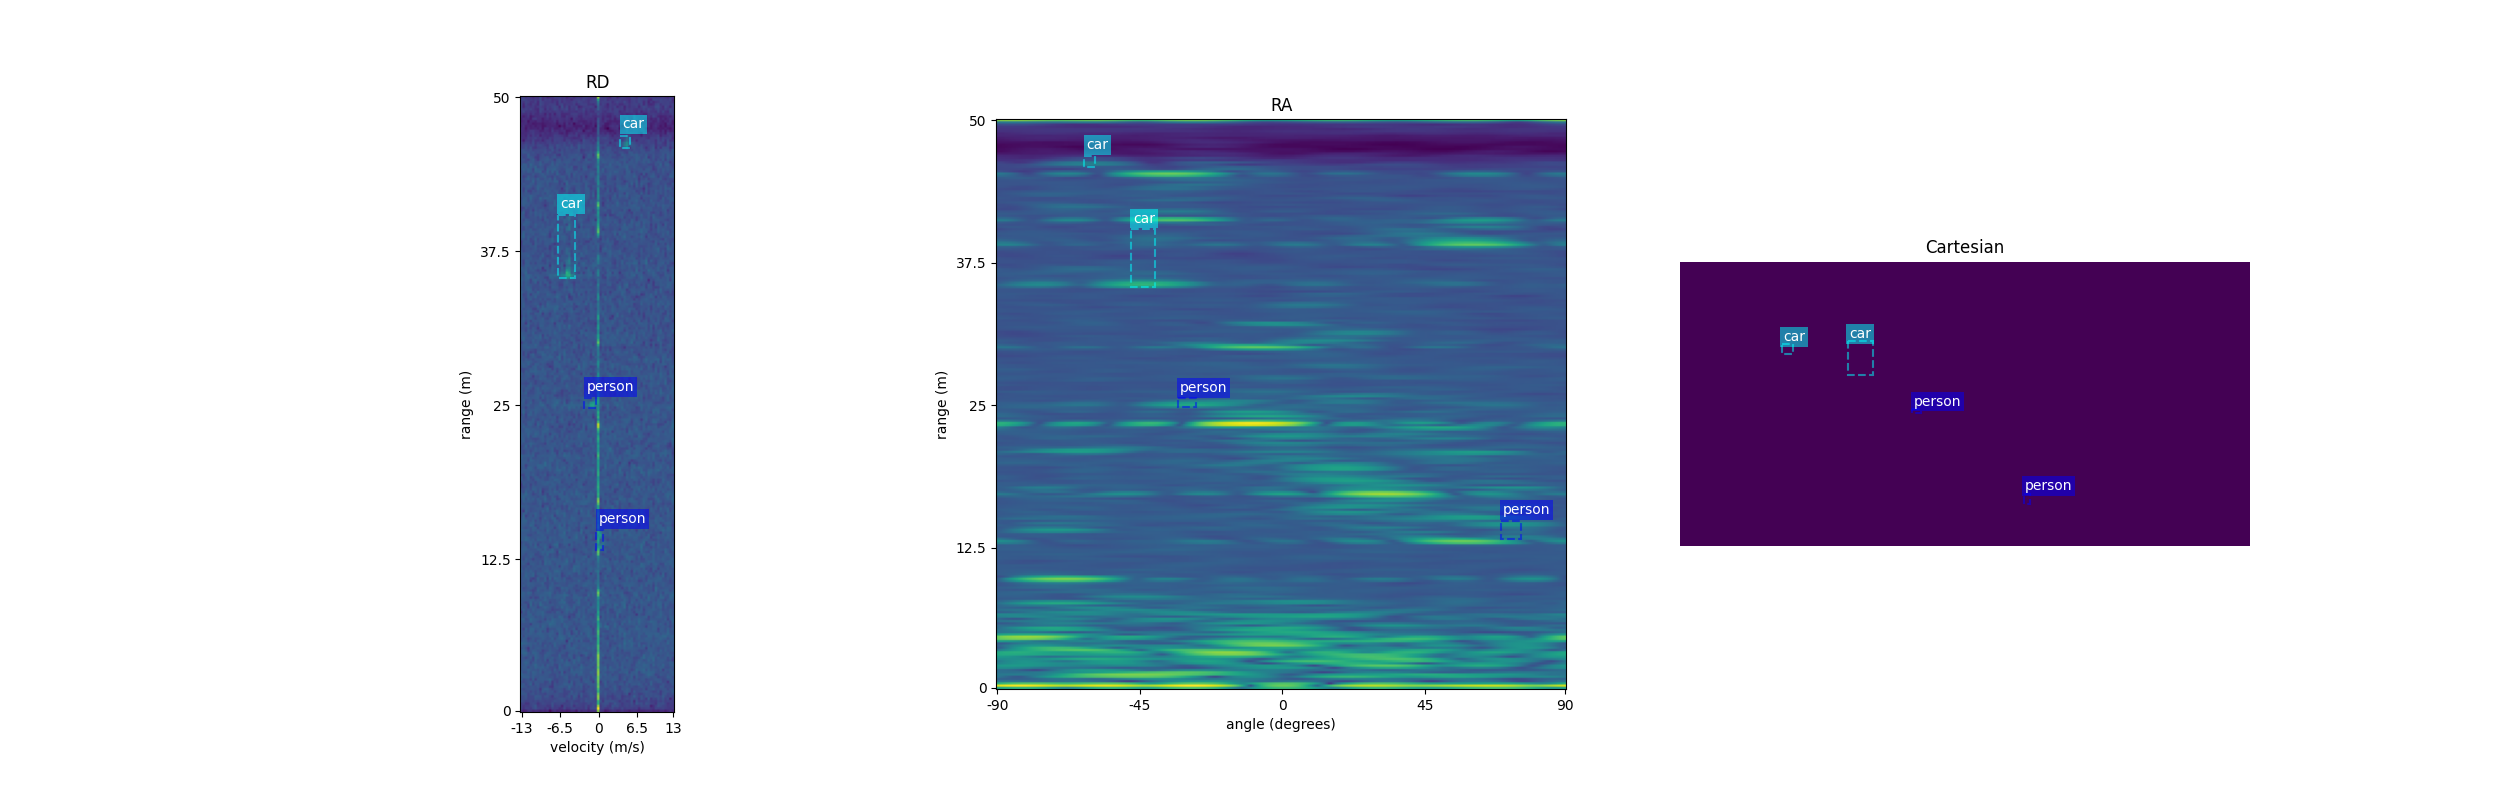 RD
50
37.5
25
12.5
0
range (m)
car
car
person
person
-13 -6.5 0 6.5 13
velocity (m/s)
RA
50
37.5
25
12.5
0
range (m)
car
car
person
person
-90 -45 0 45 90
angle (degrees)
Cartesian
car
car
person
person